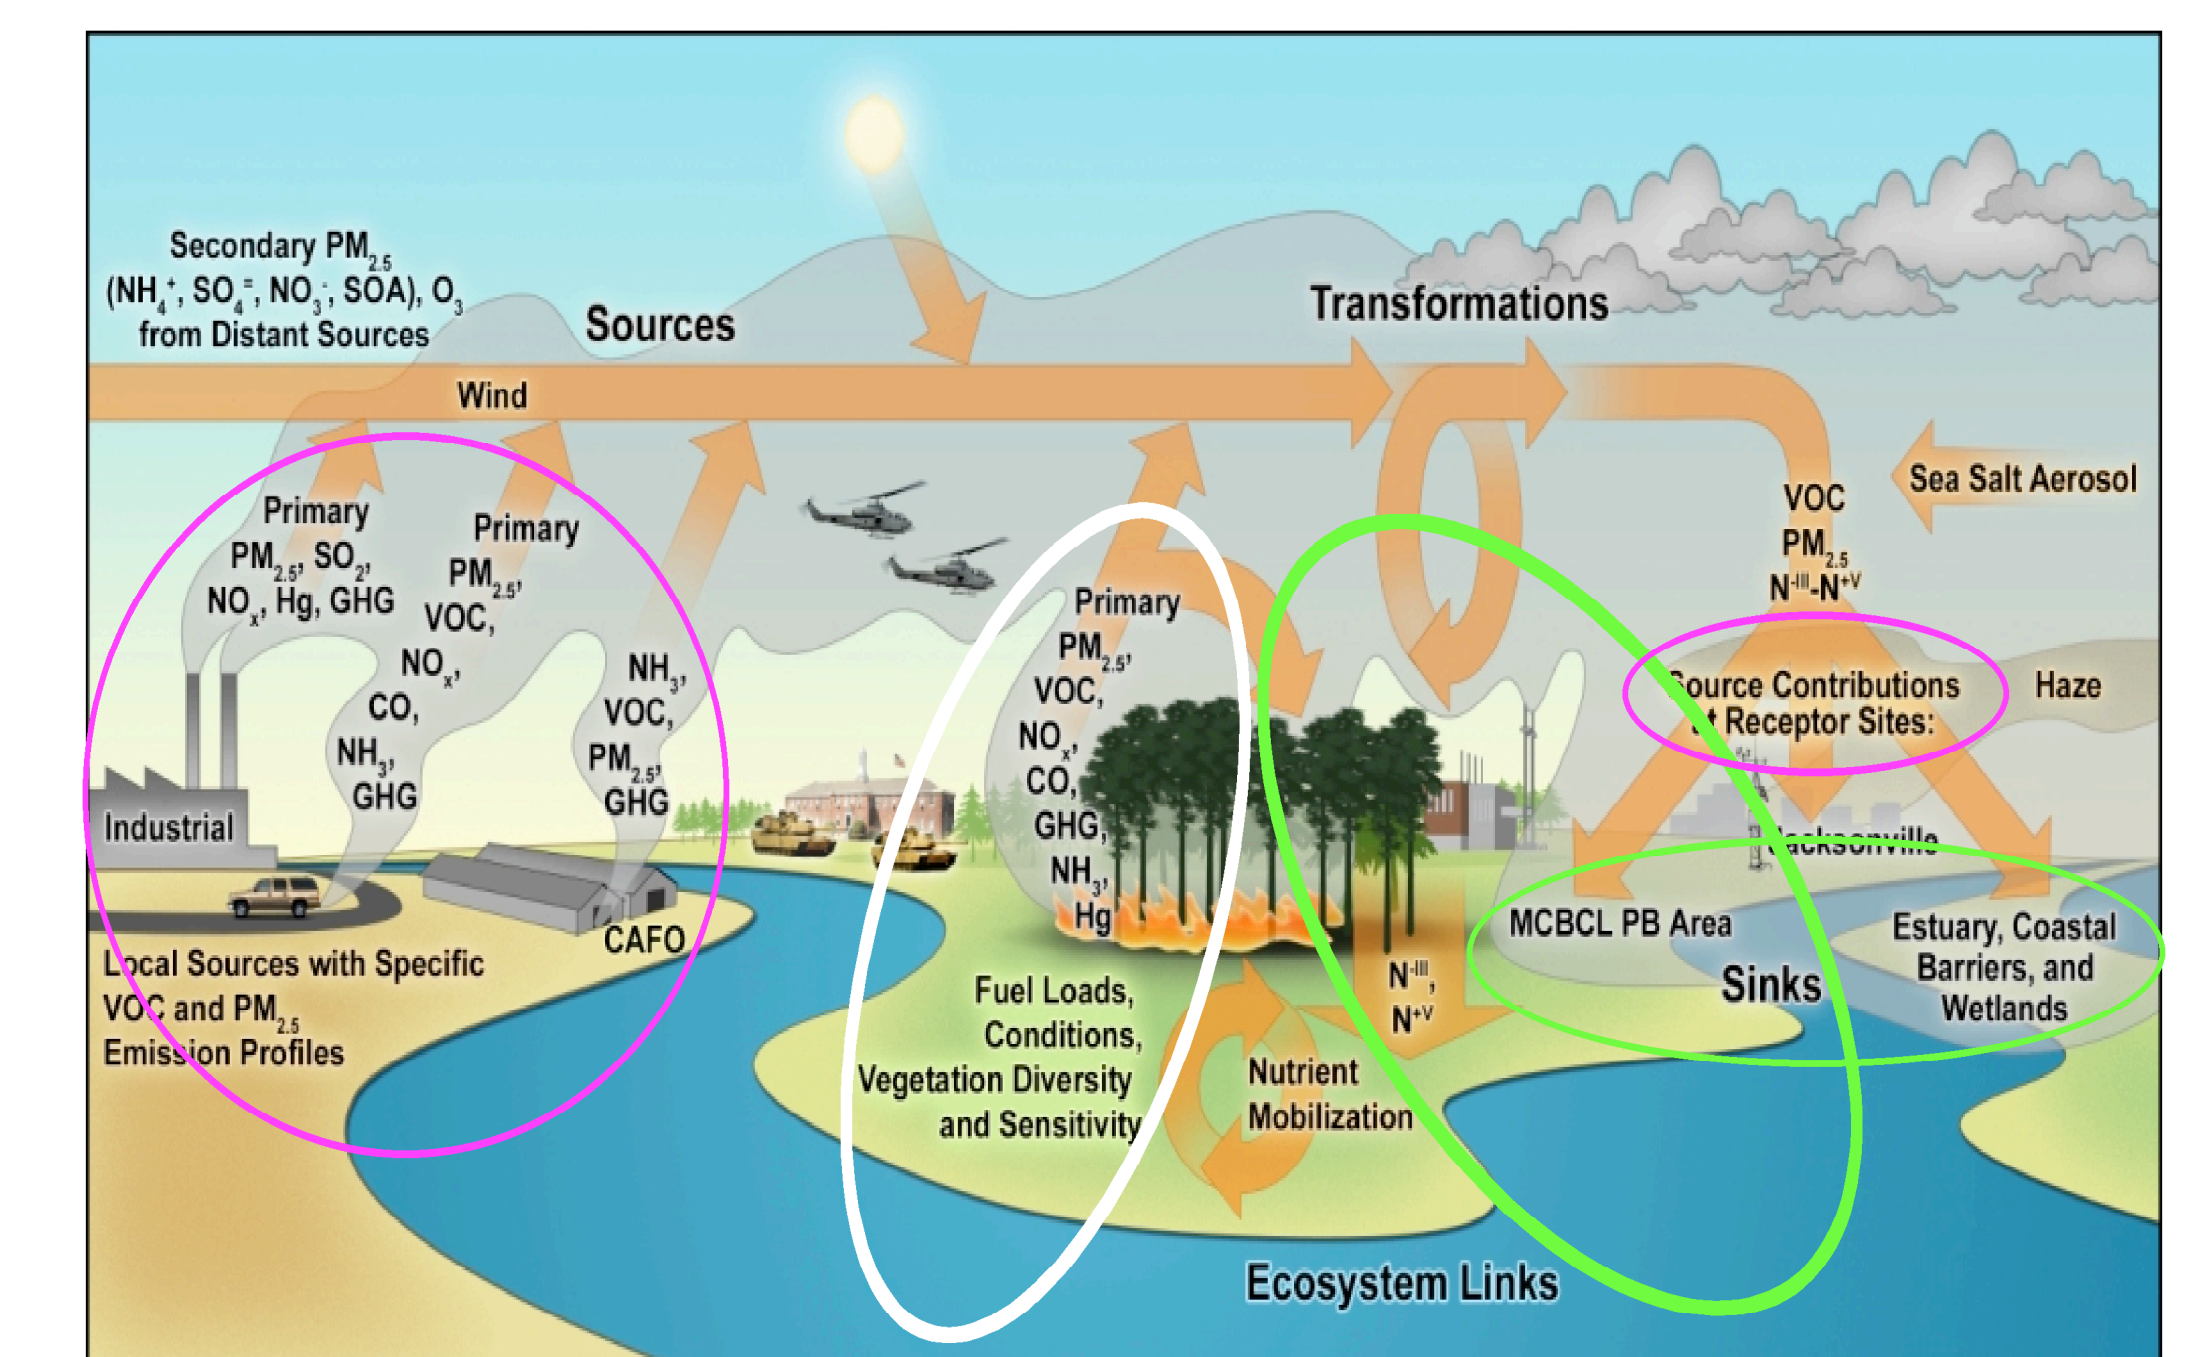 Secondary PM2.5
(NH4+, SO4=, NO3-, SOA), O3
from Distant Sources
Sources
Transformations
Wind
Sea Salt Aerosol
Primary
PM2.5, SO2,
NOx, Hg, GHG
Primary
PM2.5,
VOC,
NOx,
CO,
NH3,
GHG
NH3,
VOC,
PM2.5,
GHG
Primary
PM2.5,
VOC,
NOx,
CO,
GHG,
NH3,
Hg
VOC
PM2.5
N-III-N+V
Source Contributions
at Receptor Sites:
Haze
Jacksonville
Industrial
CAFO
Local Sources with Specific
VOC and PM2.5
Emission Profiles
Fuel Loads,
Conditions,
Vegetation Diversity
and Sensitivity
N-III,
N+V
Nutrient
Mobilization
MCBCL PB Area
Sinks
Estuary, Coastal
Barriers, and
Wetlands
Ecosystem Links